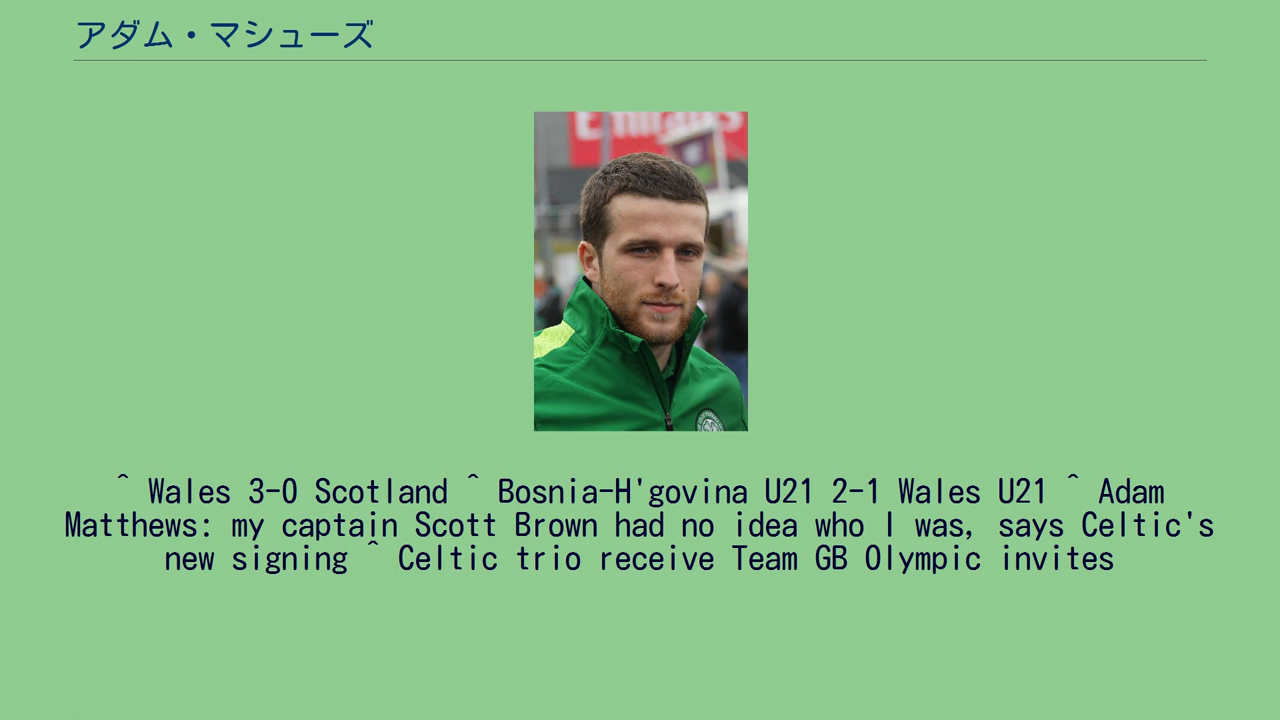 アダム・マシューズ
Emirates
^ Wales 3-0 Scotland ^ Bosnia-H'govina U21 2-1 Wales U21 ^ Adam
Matthews: my captain Scott Brown had no idea who I was, says Celtic's
new signing ^ Celtic trio receive Team GB Olympic invites